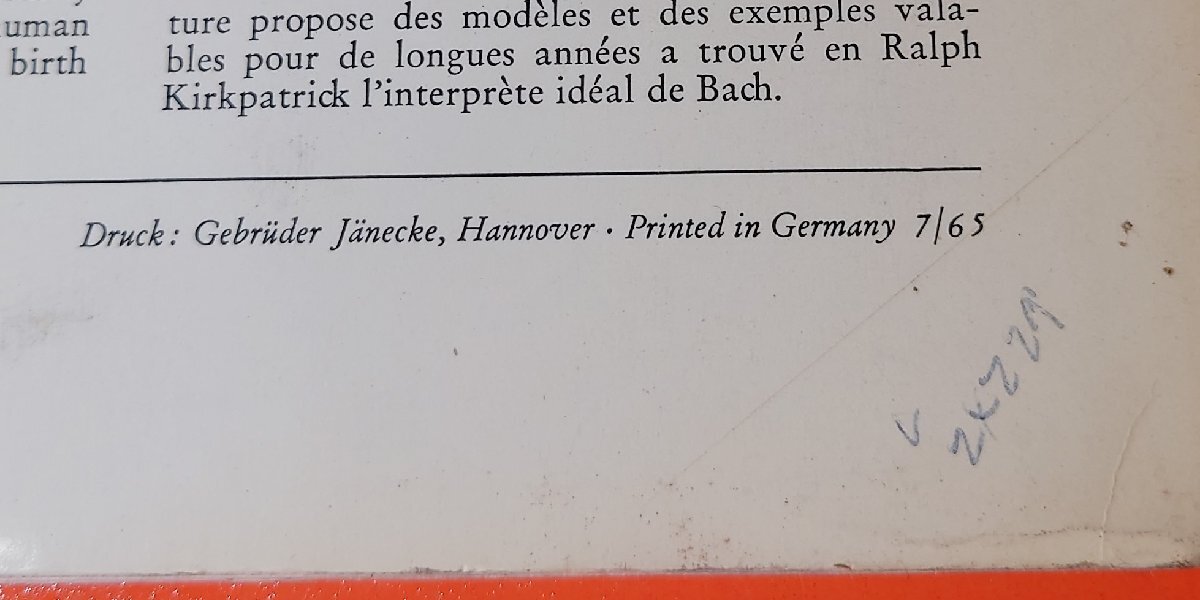 uman
birth
ture propose des modèles et des exemples vala-
bles pour de longues années a trouvé en Ralph
Kirkpatrick l'interprète idéal de Bach.
Druck: Gebrüder Jänecke, Hannover · Printed in Germany 7/65